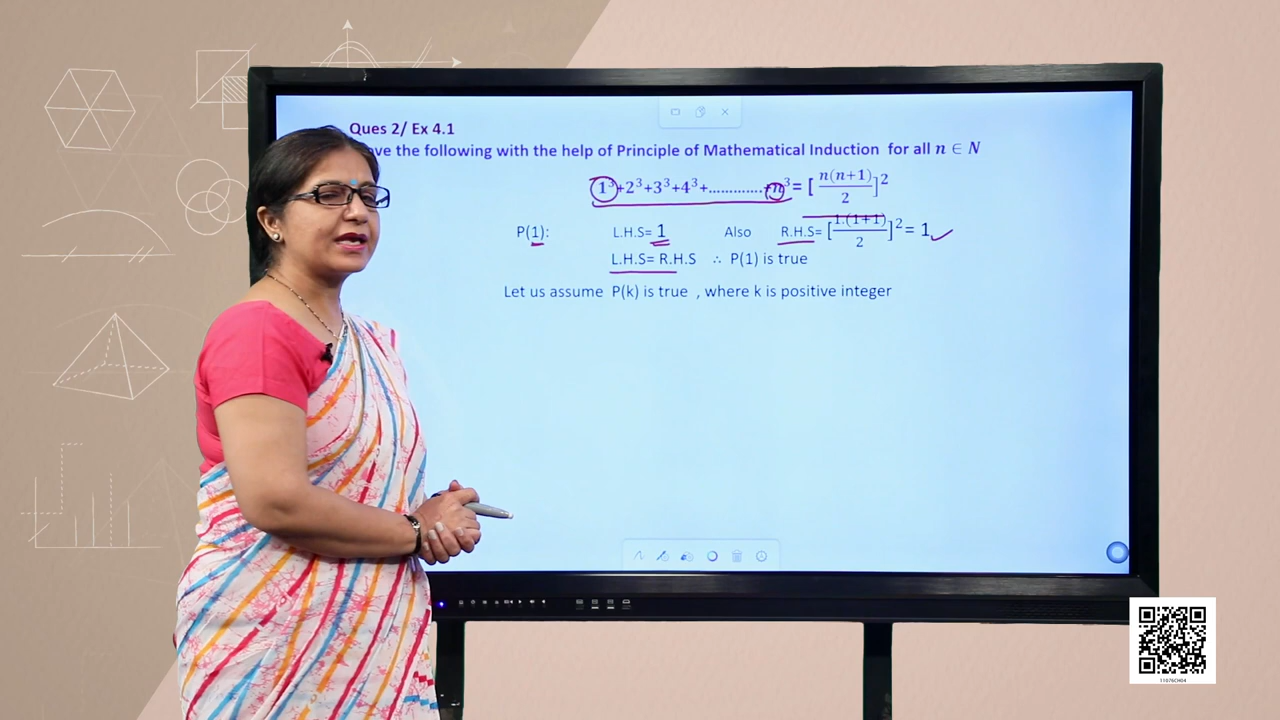 Ques 2/ Ex 4.1
ve the following with the help of Principle of Mathematical Induction for all n ∈ N
1³+2³+3³+4³+.............+n³= [ n(n+1)/2 ]²
P(1): L.H.S= 1 Also R.H.S= [ 1.(1+1)/2 ]²= 1
L.H.S= R.H.S ∴ P(1) is true
Let us assume P(k) is true , where k is positive integer
11076CH04